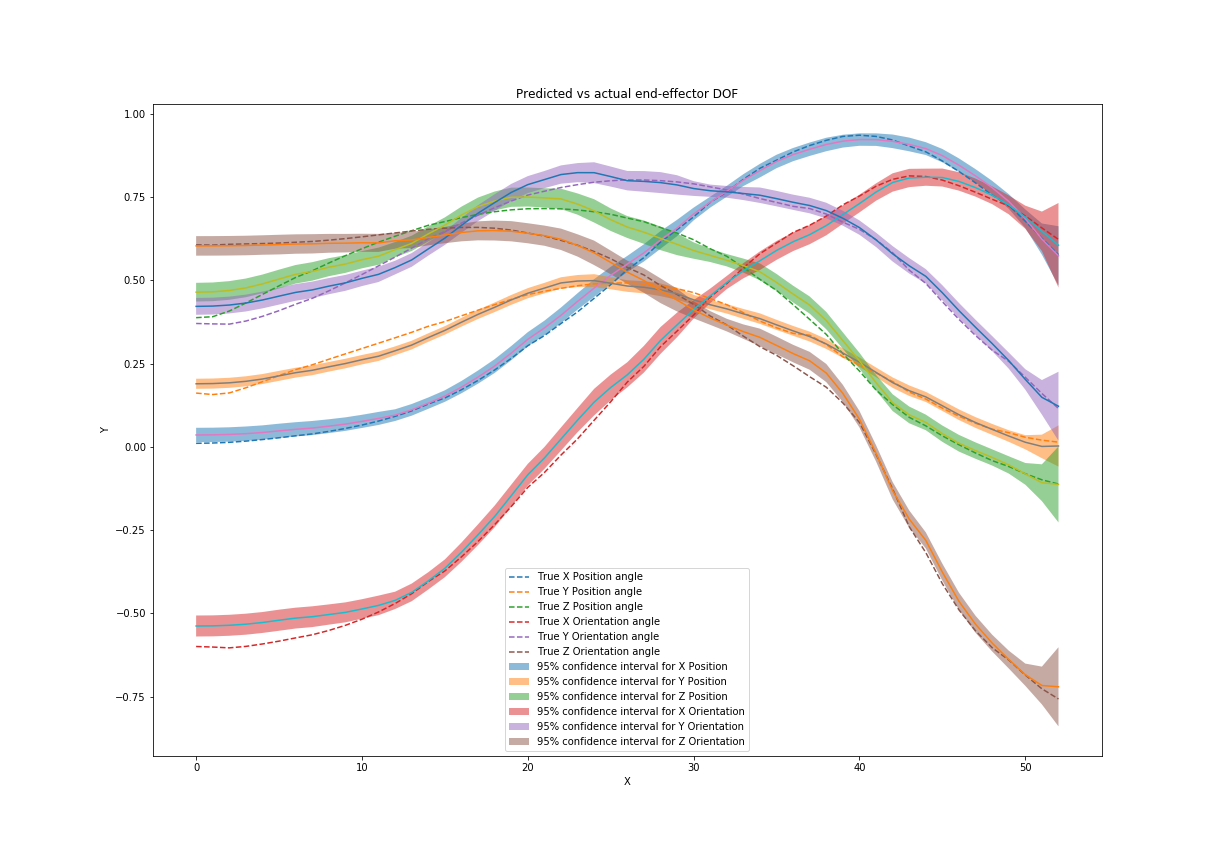 Predicted vs actual end-effector DOF
1.00
0.75
0.50
0.25
0.00
−0.25
−0.50
−0.75
Y
True X Position angle
True Y Position angle
True Z Position angle
True X Orientation angle
True Y Orientation angle
True Z Orientation angle
95% confidence interval for X Position
95% confidence interval for Y Position
95% confidence interval for Z Position
95% confidence interval for X Orientation
95% confidence interval for Y Orientation
95% confidence interval for Z Orientation
0 10 20 30 40 50
X